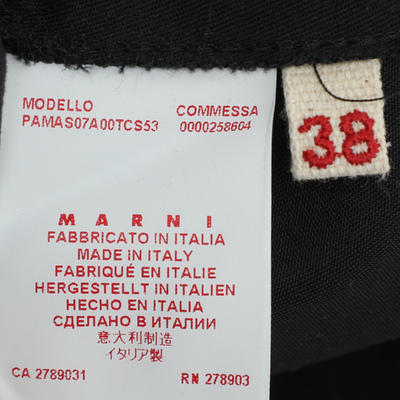 MODELLO COMMESSA
PAMAS07A00TCS53 0000258604
38
MARNI
FABBRICATO IN ITALIA
MADE IN ITALY
FABRIQUÉ EN ITALIE
HERGESTELLT IN ITALIEN
HECHO EN ITALIA
СДЕЛАНО В ИТАЛИИ
意大利制造
イタリア製
CA 2789031 RN 278903